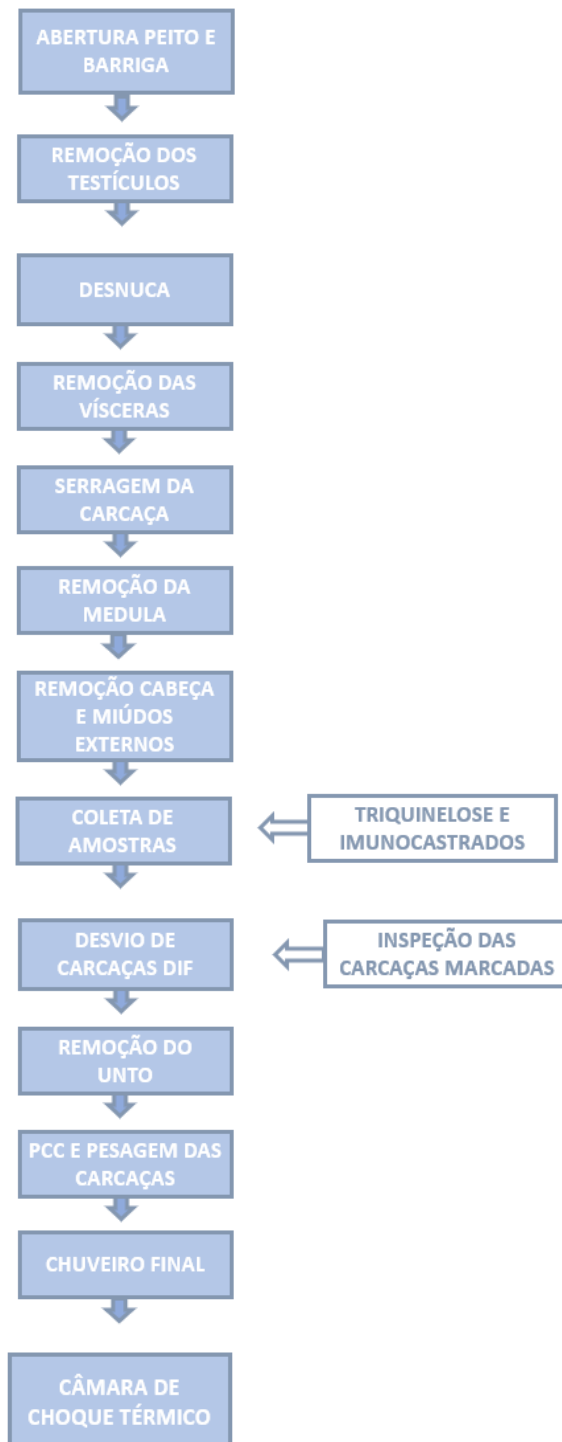 ABERTURA PEITO E
BARRIGA
REMOÇÃO DOS
TESTÍCULOS
DESNUCA
REMOÇÃO DAS
VÍSCERAS
SERRAGEM DA
CARCAÇA
REMOÇÃO DA
MEDULA
REMOÇÃO CABEÇA
E MIÚDOS
EXTERNOS
COLETA DE
AMOSTRAS
TRIQUINELOSE E
IMUNOCASTRADOS
DESVIO DE
CARCAÇAS DIF
INSPEÇÃO DAS
CARCAÇAS MARCADAS
REMOÇÃO DO
UNTO
PCC E PESAGEM DAS
CARCAÇAS
CHUVEIRO FINAL
CÂMARA DE
CHOQUE TÉRMICO